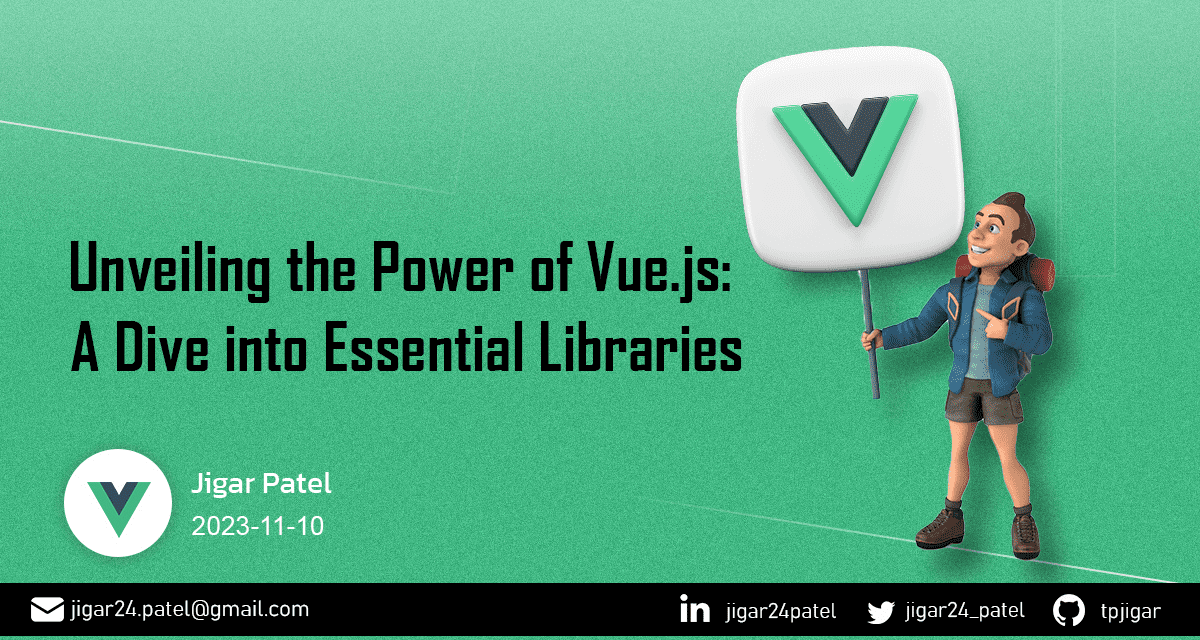 Unveiling the Power of Vue.js:
A Dive into Essential Libraries
Jigar Patel
2023-11-10
jigar24.patel@gmail.com
jigar24patel
jigar24_patel
tpjigar